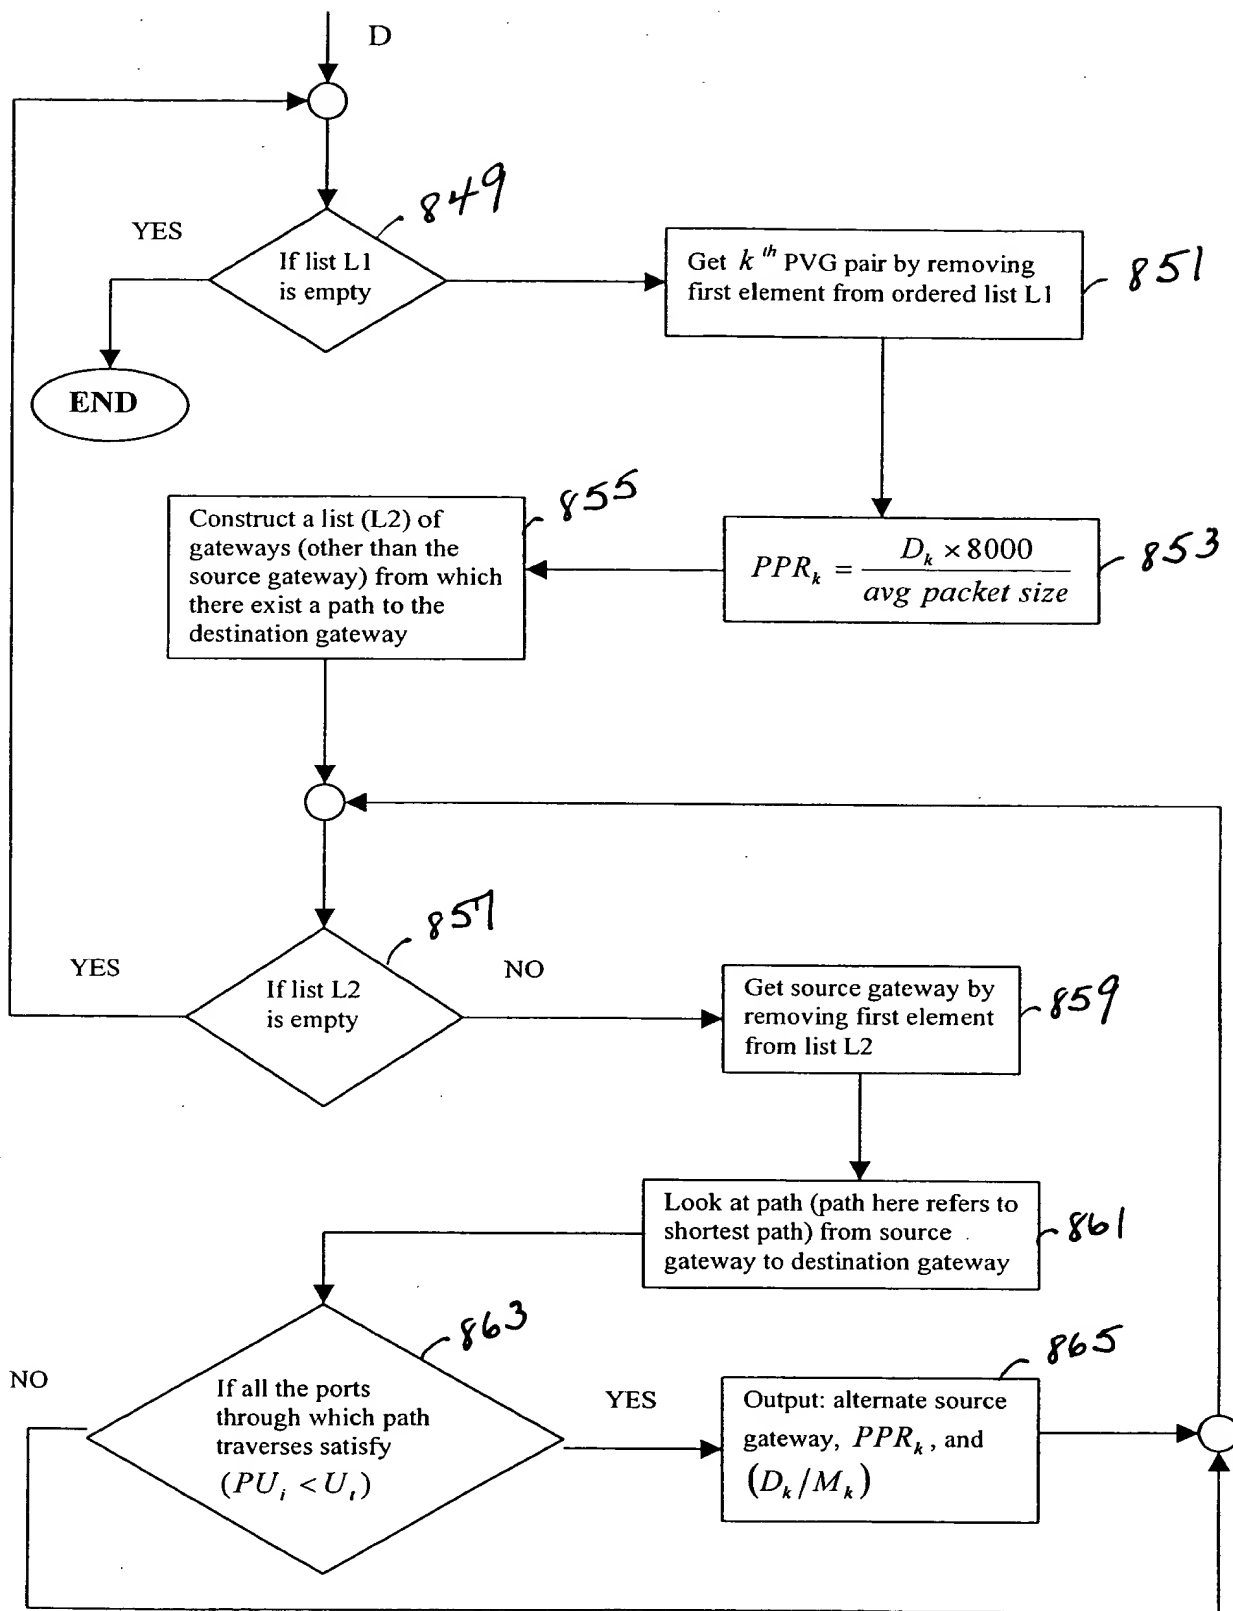 D
849
YES
If list L1
is empty
Get k th PVG pair by removing
first element from ordered list L1
851
END
855
Construct a list (L2) of
gateways (other than the
source gateway) from which
there exist a path to the
destination gateway
PPR_k = D_k × 8000 / avg packet size
853
857
YES
NO
If list L2
is empty
Get source gateway by
removing first element
from list L2
859
Look at path (path here refers to
shortest path) from source
gateway to destination gateway
861
863
865
NO
If all the ports
through which path
traverses satisfy
(PU_i < U_t)
YES
Output: alternate source
gateway, PPR_k, and
(D_k/M_k)